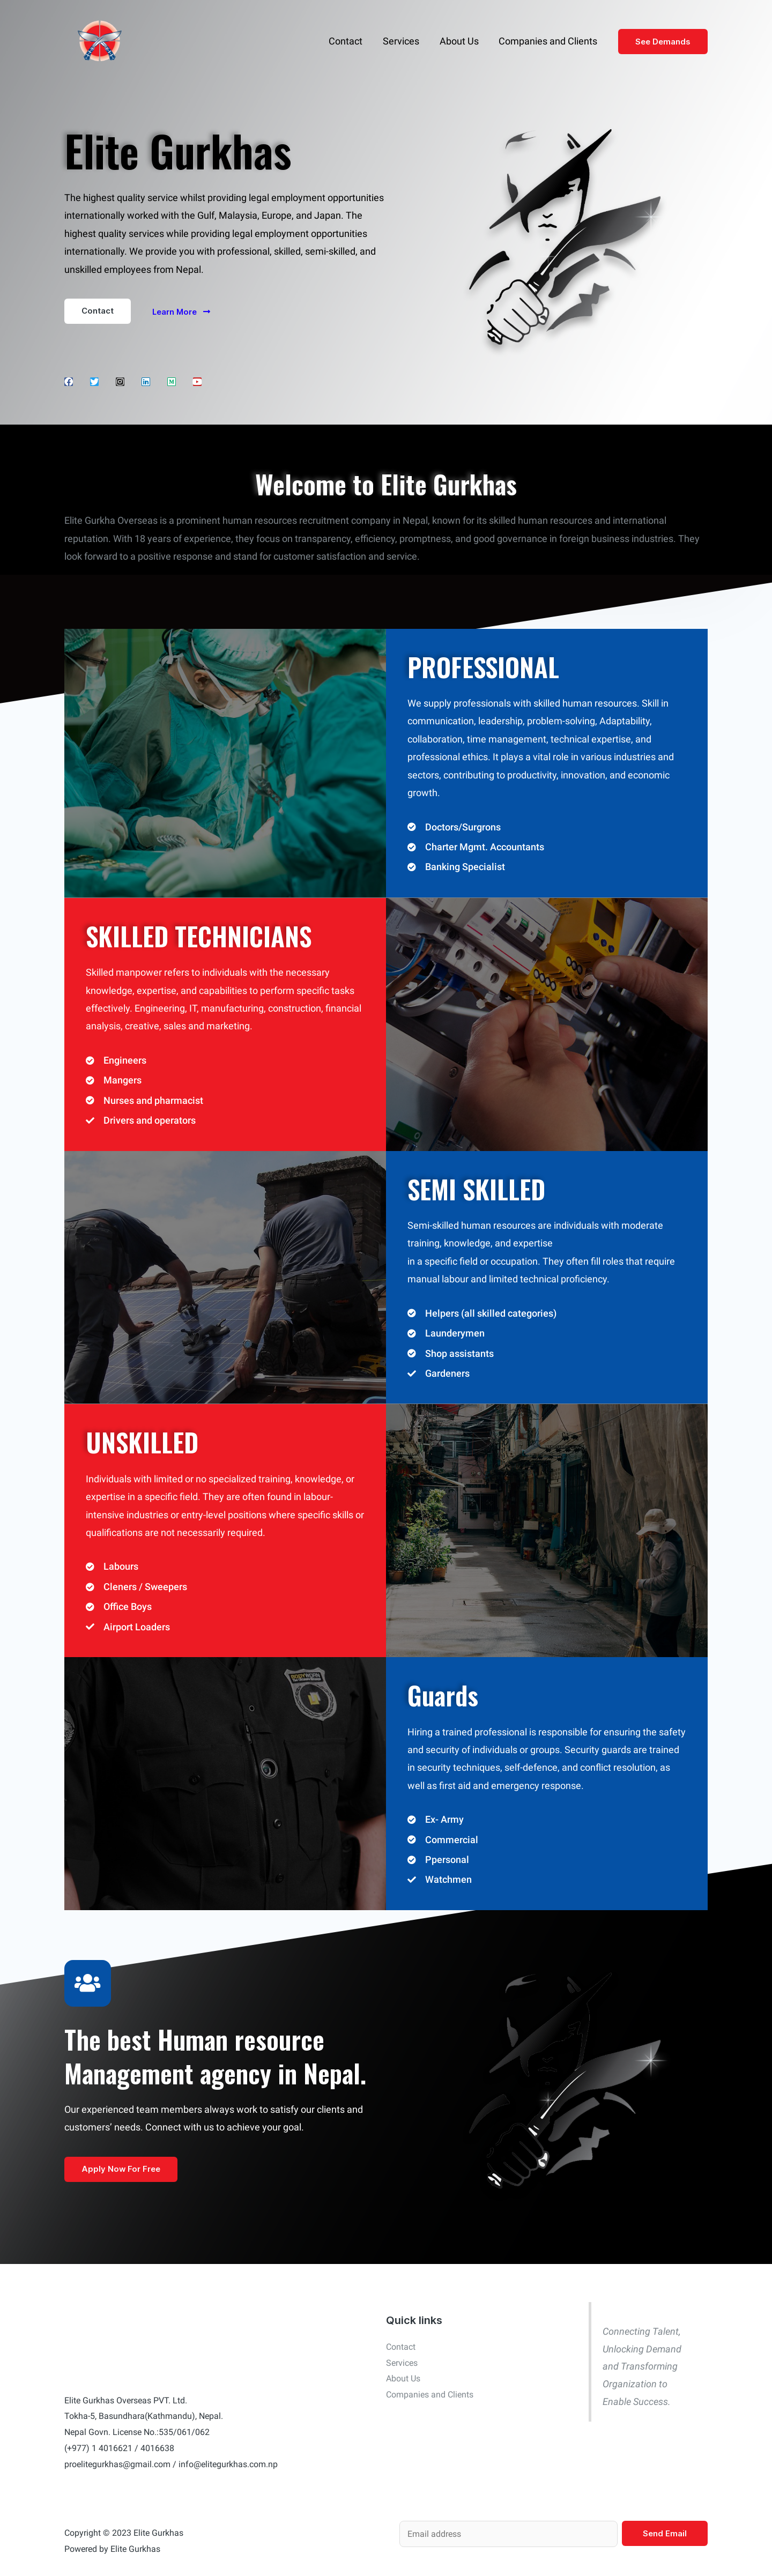 Contact Services About Us Companies and Clients See Demands
Elite Gurkhas
The highest quality service whilst providing legal employment opportunities
internationally worked with the Gulf, Malaysia, Europe, and Japan. The
highest quality services while providing legal employment opportunities
internationally. We provide you with professional, skilled, semi-skilled, and
unskilled employees from Nepal.
Contact Learn More
Welcome to Elite Gurkhas
Elite Gurkha Overseas is a prominent human resources recruitment company in Nepal, known for its skilled human resources and international
reputation. With 18 years of experience, they focus on transparency, efficiency, promptness, and good governance in foreign business industries. They
look forward to a positive response and stand for customer satisfaction and service.
PROFESSIONAL
We supply professionals with skilled human resources. Skill in
communication, leadership, problem-solving, Adaptability,
collaboration, time management, technical expertise, and
professional ethics. It plays a vital role in various industries and
sectors, contributing to productivity, innovation, and economic
growth.
Doctors/Surgrons
Charter Mgmt. Accountants
Banking Specialist
SKILLED TECHNICIANS
Skilled manpower refers to individuals with the necessary
knowledge, expertise, and capabilities to perform specific tasks
effectively. Engineering, IT, manufacturing, construction, financial
analysis, creative, sales and marketing.
Engineers
Mangers
Nurses and pharmacist
Drivers and operators
SEMI SKILLED
Semi-skilled human resources are individuals with moderate
training, knowledge, and expertise
in a specific field or occupation. They often fill roles that require
manual labour and limited technical proficiency.
Helpers (all skilled categories)
Launderymen
Shop assistants
Gardeners
UNSKILLED
Individuals with limited or no specialized training, knowledge, or
expertise in a specific field. They are often found in labour-
intensive industries or entry-level positions where specific skills or
qualifications are not necessarily required.
Labours
Cleners / Sweepers
Office Boys
Airport Loaders
Guards
Hiring a trained professional is responsible for ensuring the safety
and security of individuals or groups. Security guards are trained
in security techniques, self-defence, and conflict resolution, as
well as first aid and emergency response.
Ex- Army
Commercial
Ppersonal
Watchmen
The best Human resource
Management agency in Nepal.
Our experienced team members always work to satisfy our clients and
customers' needs. Connect with us to achieve your goal.
Apply Now For Free
Elite Gurkhas Overseas PVT. Ltd.
Tokha-5, Basundhara(Kathmandu), Nepal.
Nepal Govn. License No.:535/061/062
(+977) 1 4016621 / 4016638
proelitegurkhas@gmail.com / info@elitegurkhas.com.np
Quick links
Contact
Services
About Us
Companies and Clients
Connecting Talent,
Unlocking Demand
and Transforming
Organization to
Enable Success.
Copyright © 2023 Elite Gurkhas
Powered by Elite Gurkhas
Email address Send Email